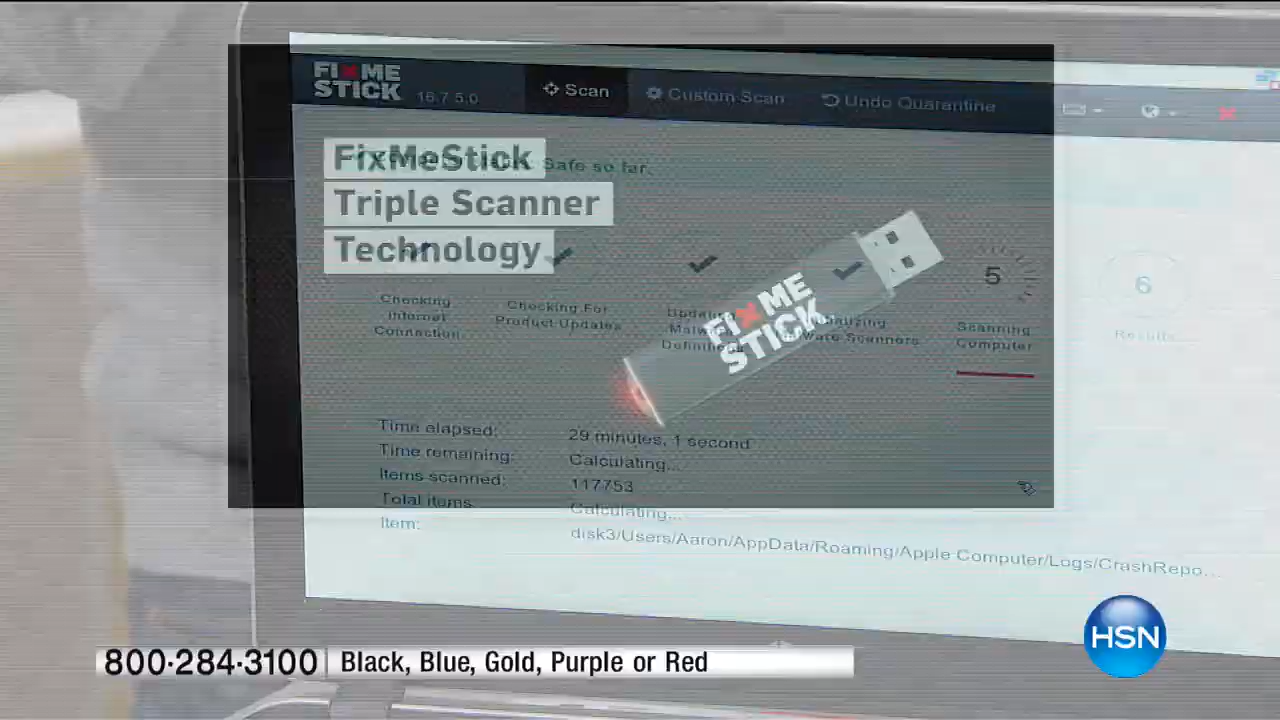 FIXME
STICK
16.7 5.0
Scan
Custom Scan
Undo Quarantine
FixMeStick
Safe so far.
Triple Scanner
Technology
5
6
Checking
Internet
Connection
Checking For
Product Updates
Scanning
Computer
Results
FIXME
STICK
Time elapsed:
29 minutes, 1 second
Time remaining:
Calculating...
Items scanned:
117753
Total items
Calculating...
Item:
disk3/Users/Aaron/AppData/Roaming/Apple Computer/Logs/CrashRepo...
HSN
800·284·3100
Black, Blue, Gold, Purple or Red